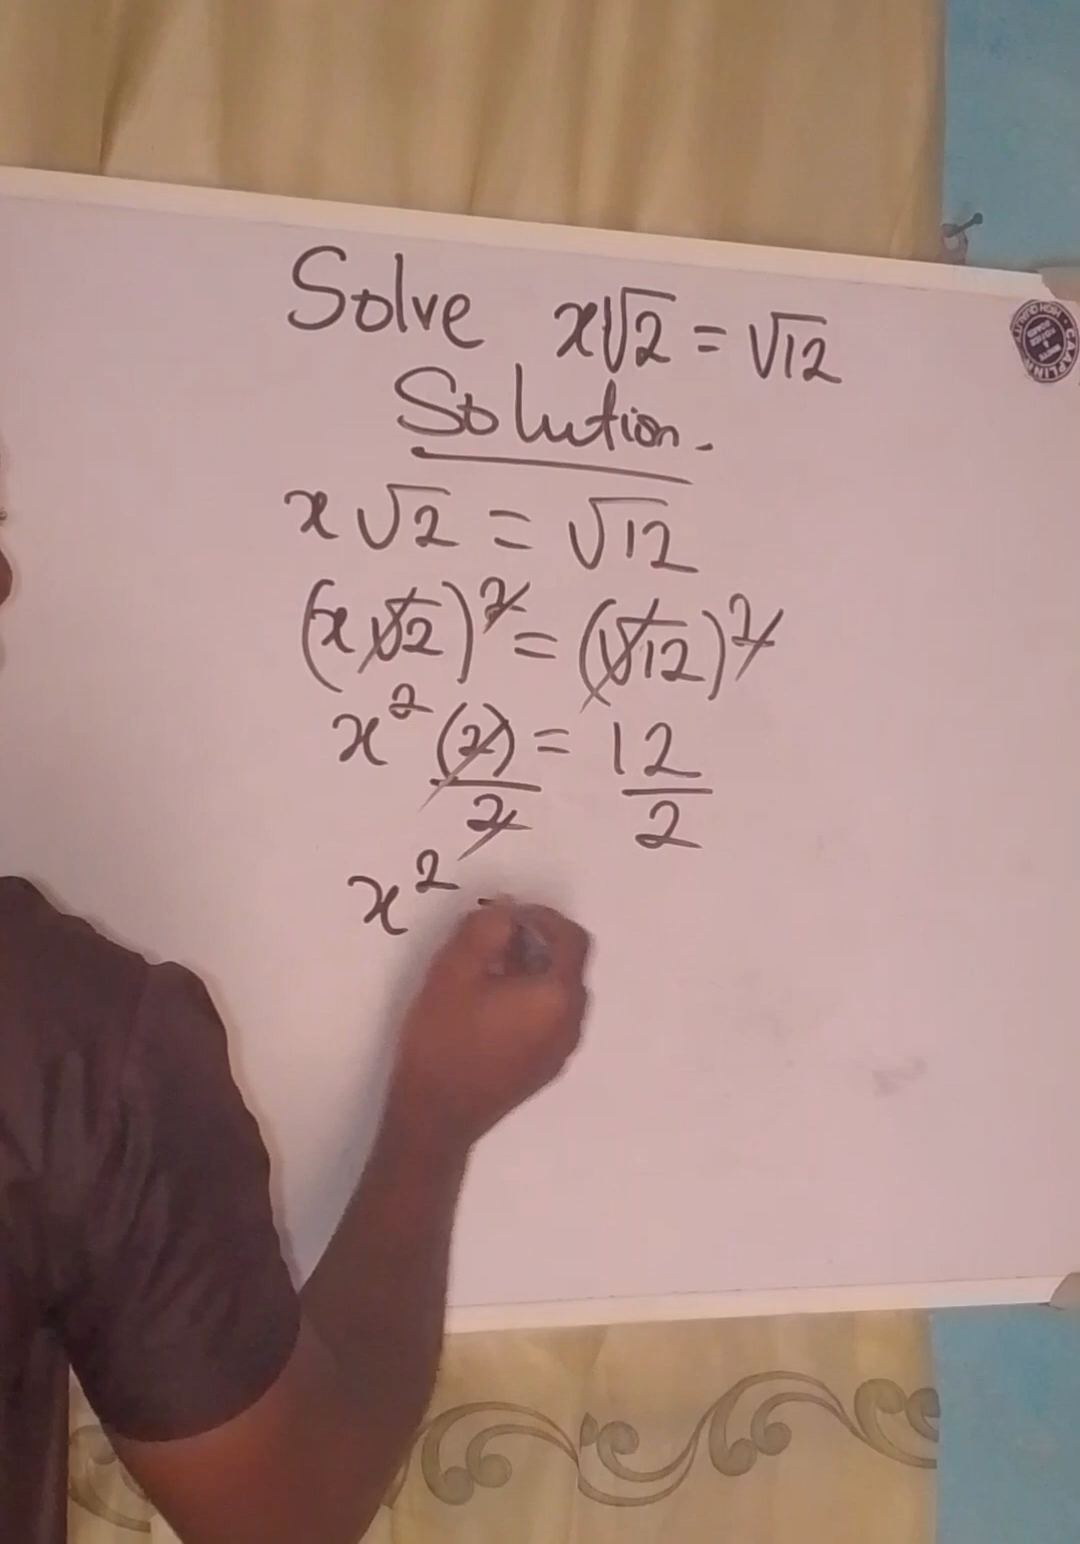 Solve x√2 = √12
Solution.
x√2 = √12
(x√2)² = (√12)²
x²(2)/2 = 12/2
x² -